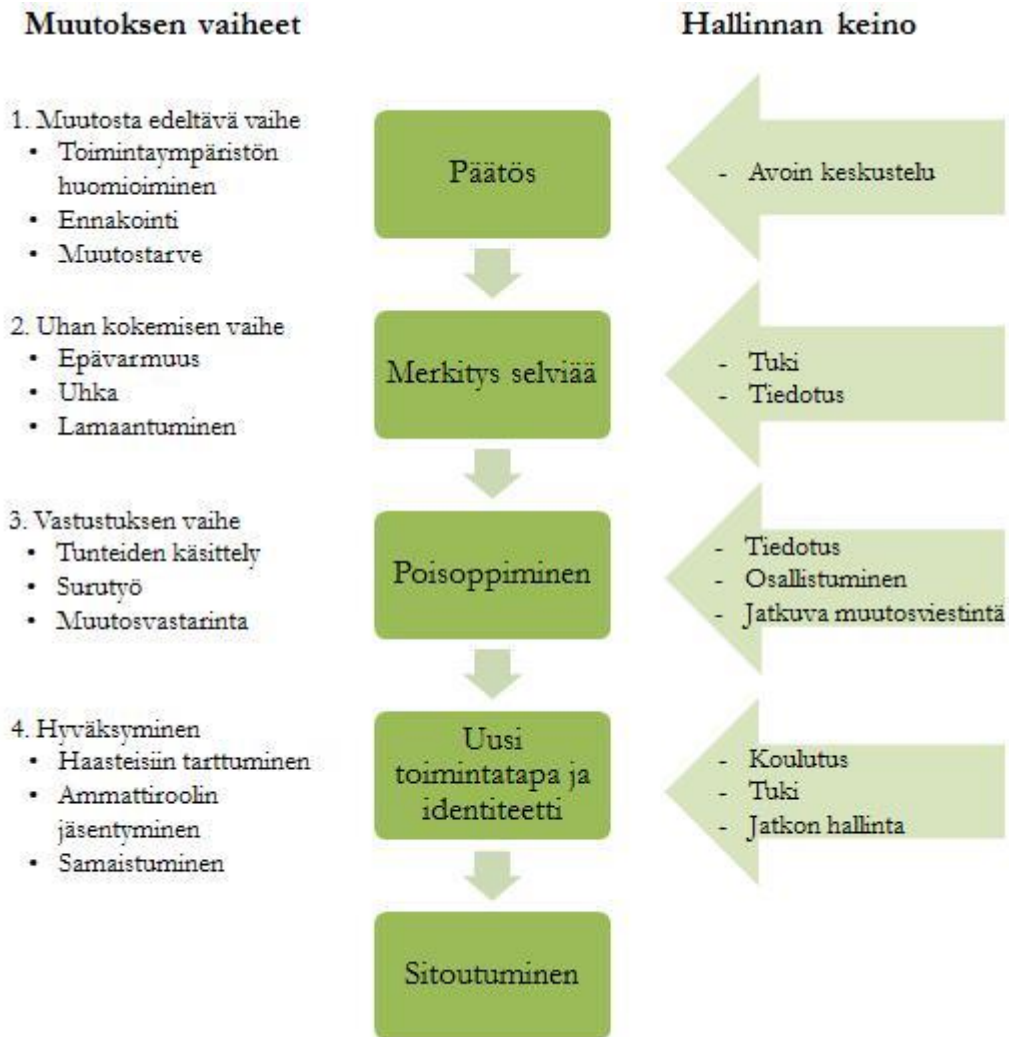 Muutoksen vaiheet
Hallinnan keino
1. Muutosta edeltävä vaihe
• Toimintaympäristön
huomioiminen
• Ennakointi
• Muutostarve
Päätös
- Avoin keskustelu
2. Uhan kokemisen vaihe
• Epävarmuus
• Uhka
• Lamaantuminen
Merkitys selviää
- Tuki
- Tiedotus
3. Vastustuksen vaihe
• Tunteiden käsittely
• Surutyö
• Muutosvastarinta
Poisoppiminen
- Tiedotus
- Osallistuminen
- Jatkuva muutosviestintä
4. Hyväksyminen
• Haasteisiin tarttuminen
• Ammattiroolin
jäsentyminen
• Samaistuminen
Uusi
toimintatapa ja
identiteetti
- Koulutus
- Tuki
- Jatkon hallinta
Sitoutuminen